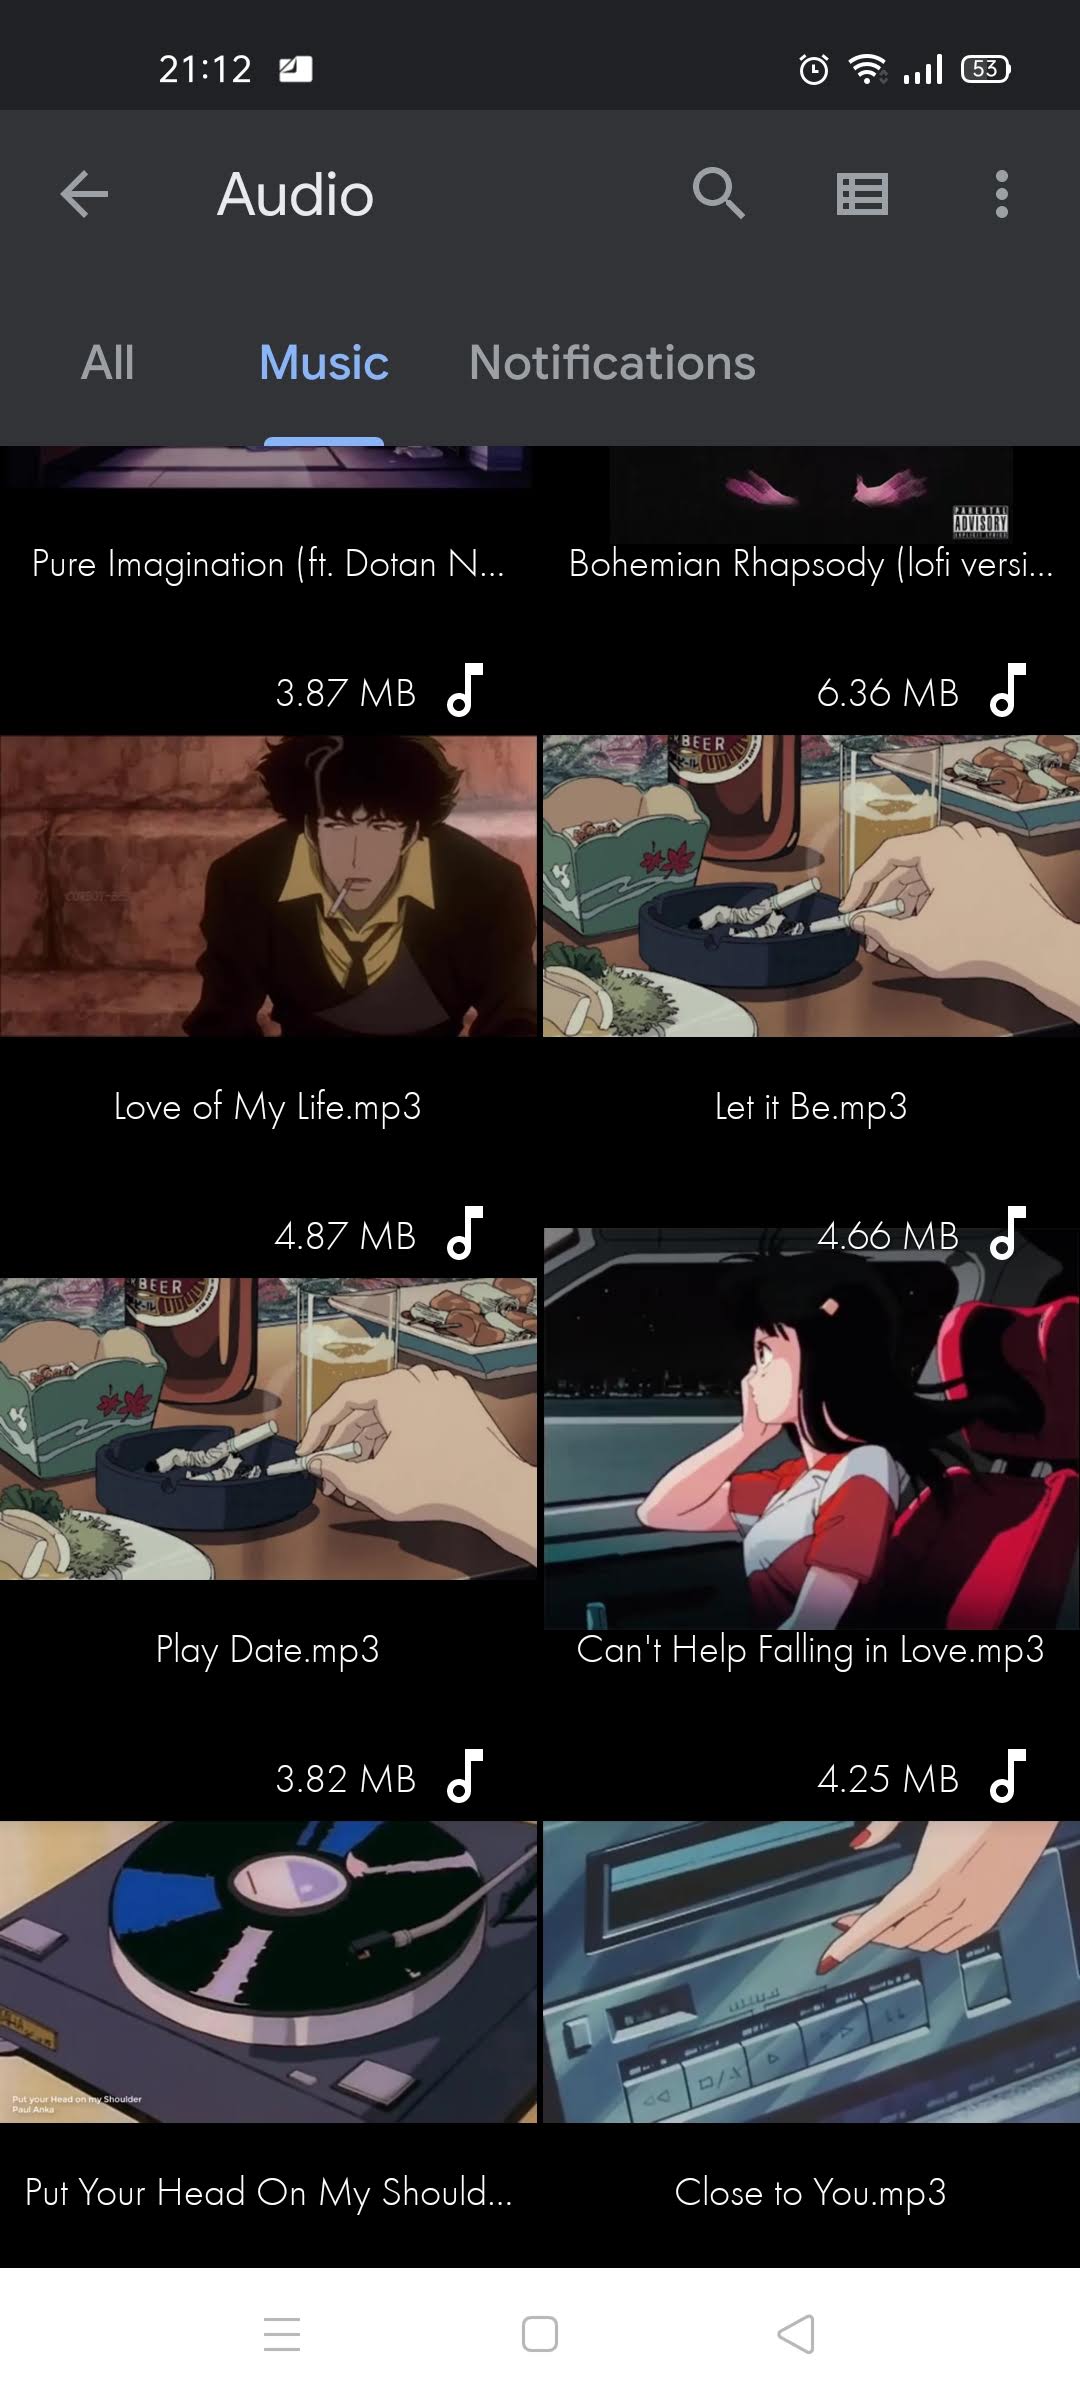 21:12
53
Audio
All
Music
Notifications
PARENTAL
ADVISORY
EXPLICIT LYRICS
Pure Imagination (ft. Dotan N...
Bohemian Rhapsody (lofi versi...
3.87 MB
6.36 MB
BEER
Love of My Life.mp3
Let it Be.mp3
4.87 MB
4.66 MB
BEER
Play Date.mp3
Can't Help Falling in Love.mp3
3.82 MB
4.25 MB
Put your Head on my Shoulder
Paul Anka
Put Your Head On My Should...
Close to You.mp3